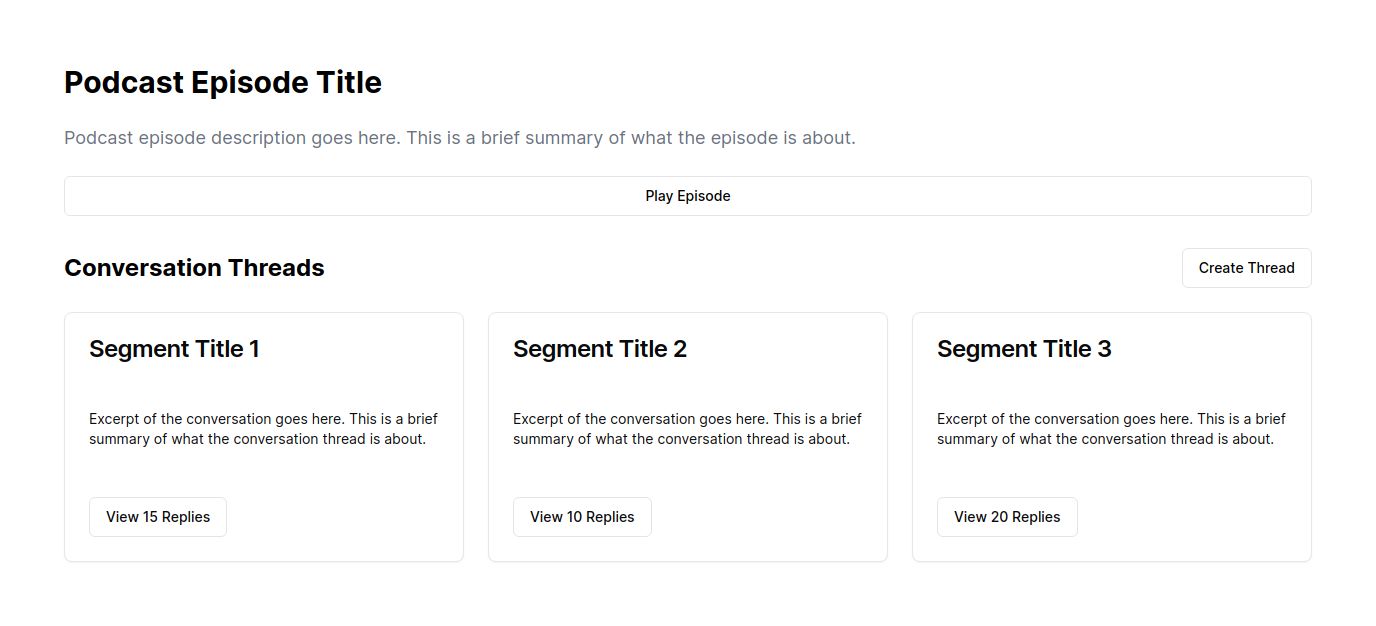 Podcast Episode Title
Podcast episode description goes here. This is a brief summary of what the episode is about.
Play Episode
Conversation Threads
Create Thread
Segment Title 1
Excerpt of the conversation goes here. This is a brief
summary of what the conversation thread is about.
View 15 Replies
Segment Title 2
Excerpt of the conversation goes here. This is a brief
summary of what the conversation thread is about.
View 10 Replies
Segment Title 3
Excerpt of the conversation goes here. This is a brief
summary of what the conversation thread is about.
View 20 Replies